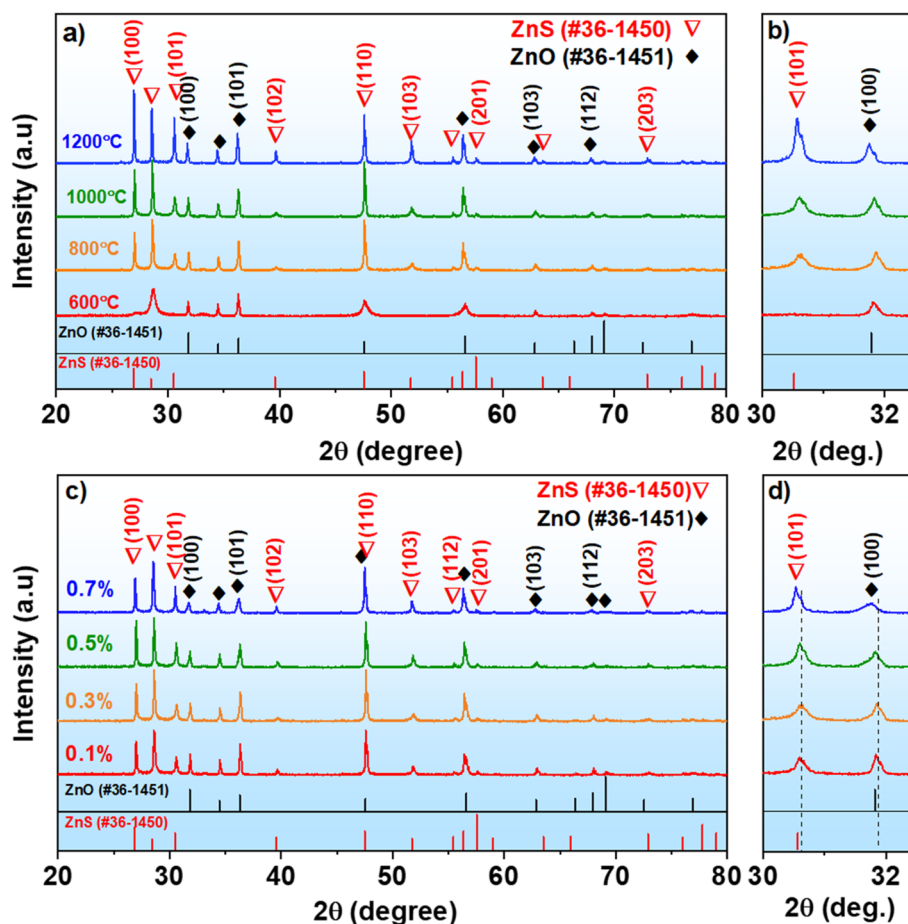 a)
ZnS (#36-1450) ▽
ZnO (#36-1451) ◆
(100)
(101)
(100)
(101)
(102)
(110)
(103)
(201)
(103)
(112)
(203)
1200°C
1000°C
800°C
600°C
ZnO (#36-1451)
ZnS (#36-1450)
20 30 40 50 60 70 80
2θ (degree)
Intensity (a.u)
b)
(101)
(100)
30 32
2θ (deg.)
c)
ZnS (#36-1450)▽
ZnO (#36-1451)◆
(100)
(101)
(100)
(101)
(102)
(110)
(103)
(112)
(201)
(103)
(112)
(203)
0.7%
0.5%
0.3%
0.1%
ZnO (#36-1451)
ZnS (#36-1450)
20 30 40 50 60 70 80
2θ (degree)
Intensity (a.u)
d)
(101)
(100)
30 32
2θ (deg.)